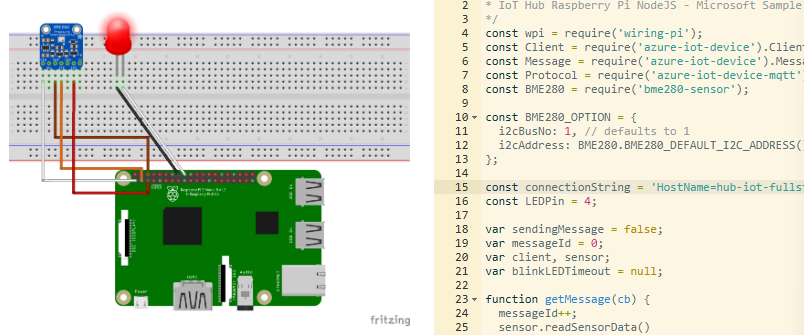 HDMI
Audio
Power
ETHERNET
fritzing
2 * IoT Hub Raspberry Pi NodeJS - Microsoft Sample
3 */
4 const wpi = require('wiring-pi');
5 const Client = require('azure-iot-device').Client
6 const Message = require('azure-iot-device').Messa
7 const Protocol = require('azure-iot-device-mqtt')
8 const BME280 = require('bme280-sensor');
9
10 const BME280_OPTION = {
11 i2cBusNo: 1, // defaults to 1
12 i2cAddress: BME280.BME280_DEFAULT_I2C_ADDRESS(
13 };
14
15 const connectionString = 'HostName=hub-iot-fullst
16 const LEDPin = 4;
17
18 var sendingMessage = false;
19 var messageId = 0;
20 var client, sensor;
21 var blinkLEDTimeout = null;
22
23 function getMessage(cb) {
24 messageId++;
25 sensor.readSensorData()